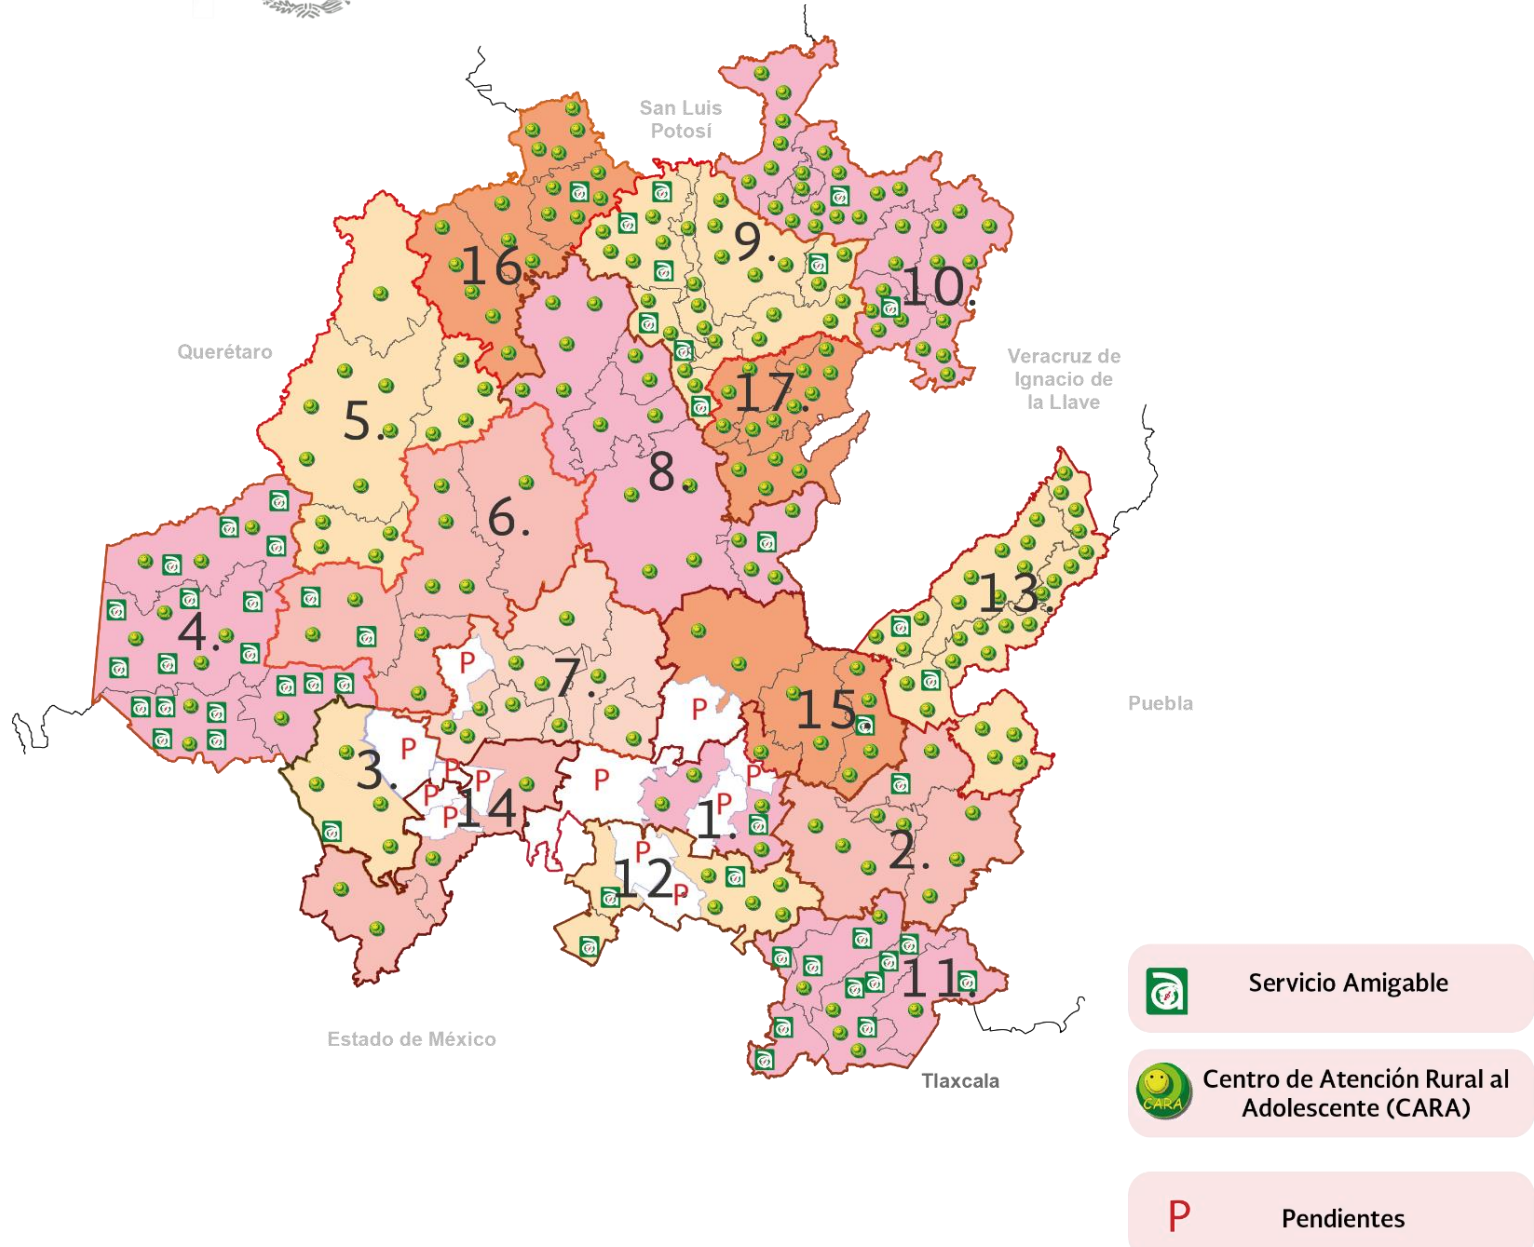 San Luis
Potosí
9.
16.
10.
Querétaro
Veracruz de
Ignacio de
la Llave
17.
5.
8.
6.
13.
4.
P
7.
Puebla
P
15.
P
3.
P
P
P
P
P
P
P
14.
1.
P
2.
12.
P
11.
Servicio Amigable
Estado de México
Tlaxcala
Centro de Atención Rural al
Adolescente (CARA)
CARA
P
Pendientes